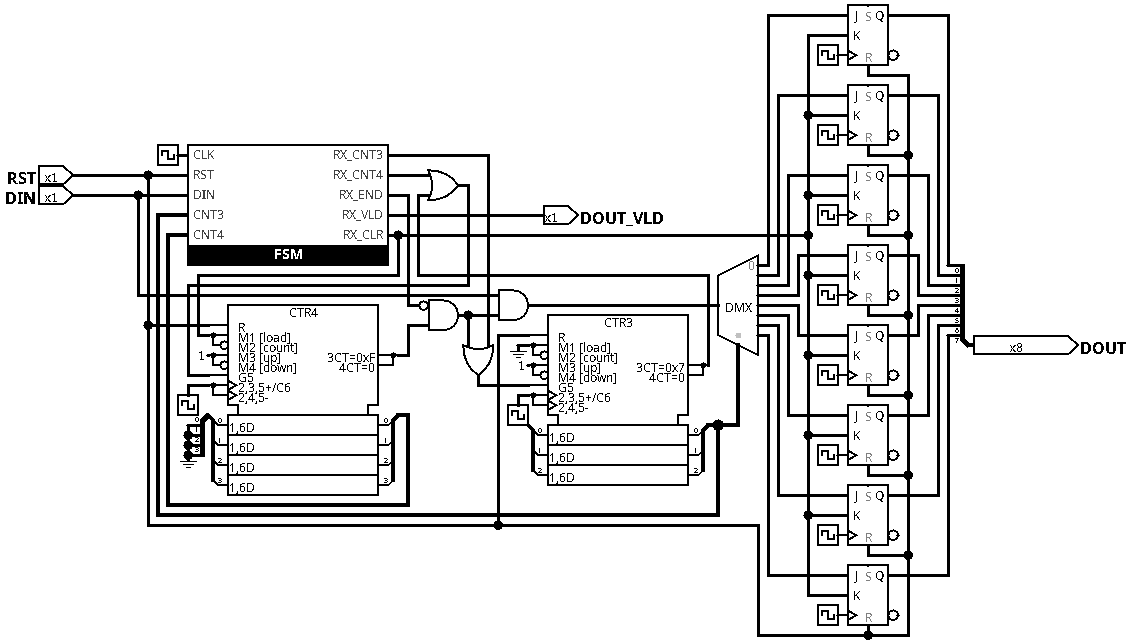 J S Q
K
R
J S Q
K
R
CLK RX_CNT3
RST x1 RST RX_CNT4
DIN x1 DIN RX_END
CNT3 RX_VLD x1 DOUT_VLD
CNT4 RX_CLR
FSM
J S Q
K
R
J S Q
K
R
0
DMX
CTR4
R
M1 [load]
M2 [count]
1 M3 [up] 3CT=0xF
M4 [down] 4CT=0
G5
2,3,5+/C6
2,4,5-
0 0 1,6D 0
1 1 1,6D 1
2 2 1,6D 2
3 3 1,6D 3
CTR3
R
M1 [load]
M2 [count]
1 M3 [up] 3CT=0x7
M4 [down] 4CT=0
G5
2,3,5+/C6
2,4,5-
0 1,6D 0
1 1,6D 1
2 1,6D 2
0
1
2
3
4
5
6
7
x8 DOUT
J S Q
K
R
J S Q
K
R
J S Q
K
R
J S Q
K
R